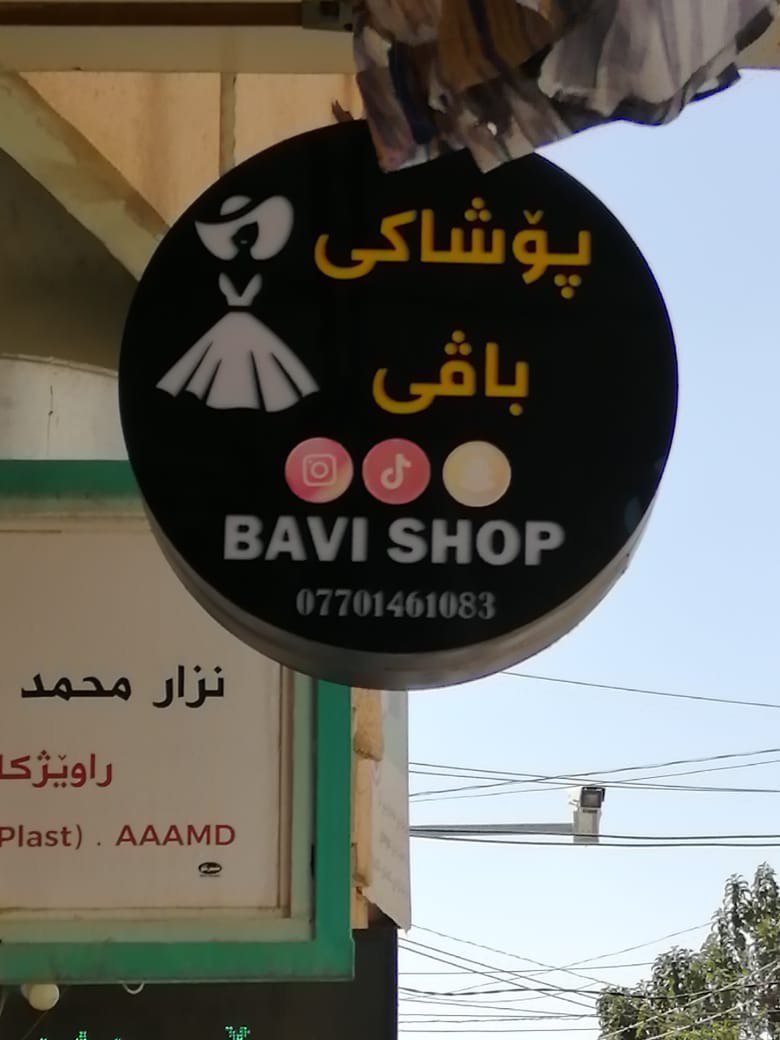 پۆشاکی
باڤی
BAVI SHOP
07701461083
نزار محمد
Plast) . AAAMD